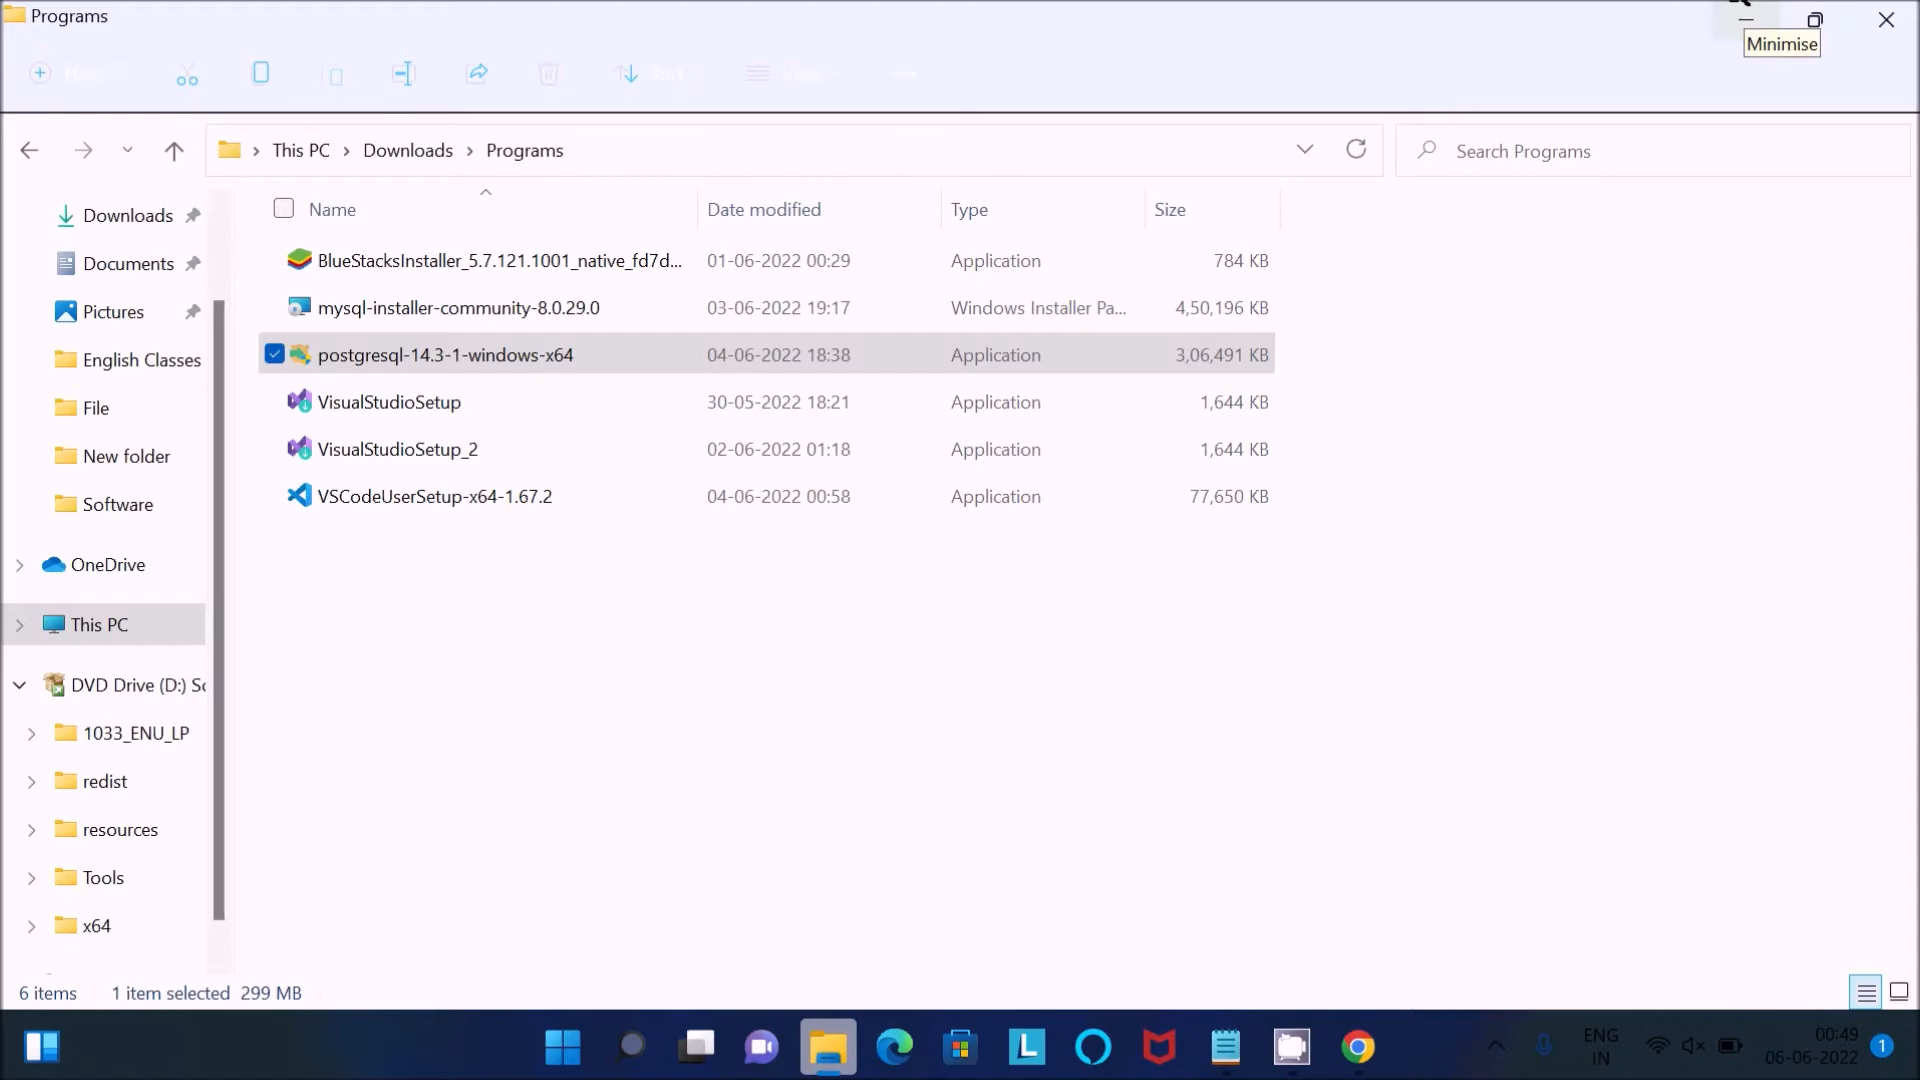 Programs
Minimise
This PC > Downloads > Programs
Search Programs
Name Date modified Type Size
BlueStacksInstaller_5.7.121.1001_native_fd7d... 01-06-2022 00:29 Application 784 KB
mysql-installer-community-8.0.29.0 03-06-2022 19:17 Windows Installer Pa... 4,50,196 KB
postgresql-14.3-1-windows-x64 04-06-2022 18:38 Application 3,06,491 KB
VisualStudioSetup 30-05-2022 18:21 Application 1,644 KB
VisualStudioSetup_2 02-06-2022 01:18 Application 1,644 KB
VSCodeUserSetup-x64-1.67.2 04-06-2022 00:58 Application 77,650 KB
Downloads
Documents
Pictures
English Classes
File
New folder
Software
OneDrive
This PC
DVD Drive (D:) Sc
1033_ENU_LP
redist
resources
Tools
x64
6 items 1 item selected 299 MB
ENG
IN
00:49
06-06-2022
1